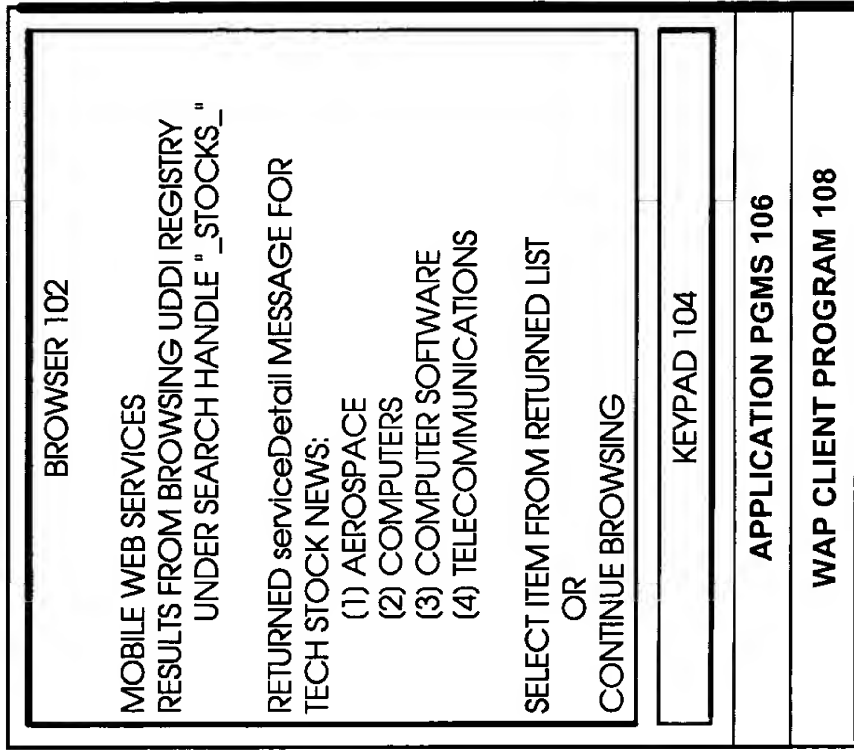 BROWSER 102
MOBILE WEB SERVICES
RESULTS FROM BROWSING UDDI REGISTRY
UNDER SEARCH HANDLE "_STOCKS_"
RETURNED serviceDetail MESSAGE FOR
TECH STOCK NEWS:
(1) AEROSPACE
(2) COMPUTERS
(3) COMPUTER SOFTWARE
(4) TELECOMMUNICATIONS
SELECT ITEM FROM RETURNED LIST
OR
CONTINUE BROWSING
KEYPAD 104
APPLICATION PGMS 106
WAP CLIENT PROGRAM 108